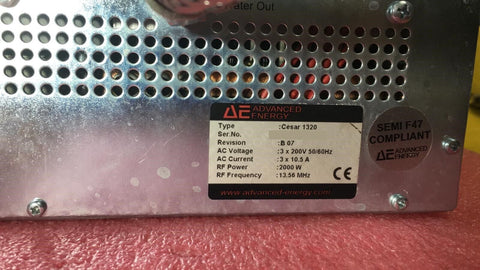 Water Out
AE ADVANCED
ENERGY
Type :Cesar 1320
Ser.No. :
Revision :B 07
AC Voltage :3 x 200V 50/60Hz
AC Current :3 x 10.5 A
RF Power :2000 W
RF Frequency :13,56 MHz
CE
www.advanced-energy.com
SEMI F47
COMPLIANT
AE ADVANCED
ENERGY